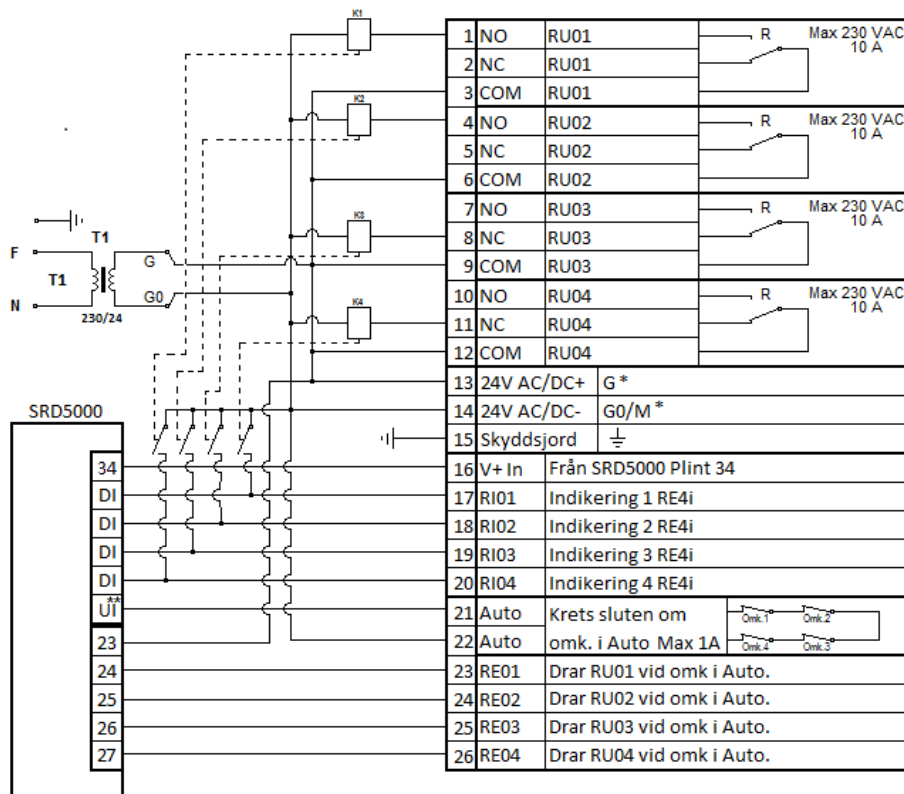 K1
1 NO RU01 R Max 230 VAC
10 A
2 NC RU01
3 COM RU01
K2
4 NO RU02 R Max 230 VAC
10 A
5 NC RU02
6 COM RU02
K3
7 NO RU03 R Max 230 VAC
10 A
8 NC RU03
9 COM RU03
T1
F
G
T1
G0
N
230/24
K4
10 NO RU04 R Max 230 VAC
10 A
11 NC RU04
12 COM RU04
13 24V AC/DC+ G *
14 24V AC/DC- G0/M *
15 Skyddsjord
SRD5000
34
16 V+ In Från SRD5000 Plint 34
DI
17 RI01 Indikering 1 RE4i
DI
18 RI02 Indikering 2 RE4i
DI
19 RI03 Indikering 3 RE4i
DI
20 RI04 Indikering 4 RE4i
UI**
21 Auto Krets sluten om
Omk.1 Omk.2
23
22 Auto omk. i Auto Max 1A
Omk.4 Omk.3
24
23 RE01 Drar RU01 vid omk i Auto.
25
24 RE02 Drar RU02 vid omk i Auto.
26
25 RE03 Drar RU03 vid omk i Auto.
27
26 RE04 Drar RU04 vid omk i Auto.